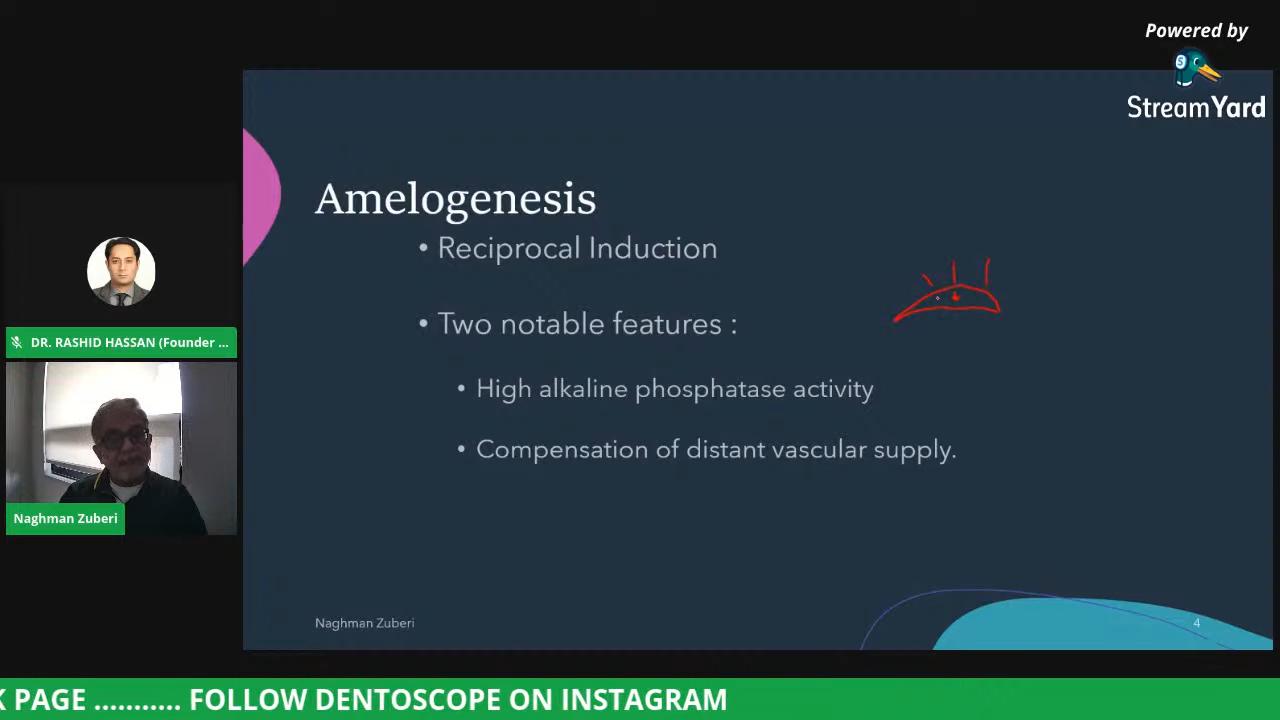 Powered by
StreamYard
Amelogenesis
• Reciprocal Induction
• Two notable features :
• High alkaline phosphatase activity
• Compensation of distant vascular supply.
DR. RASHID HASSAN (Founder ...
Naghman Zuberi
Naghman Zuberi
4
K PAGE ........... FOLLOW DENTOSCOPE ON INSTAGRAM